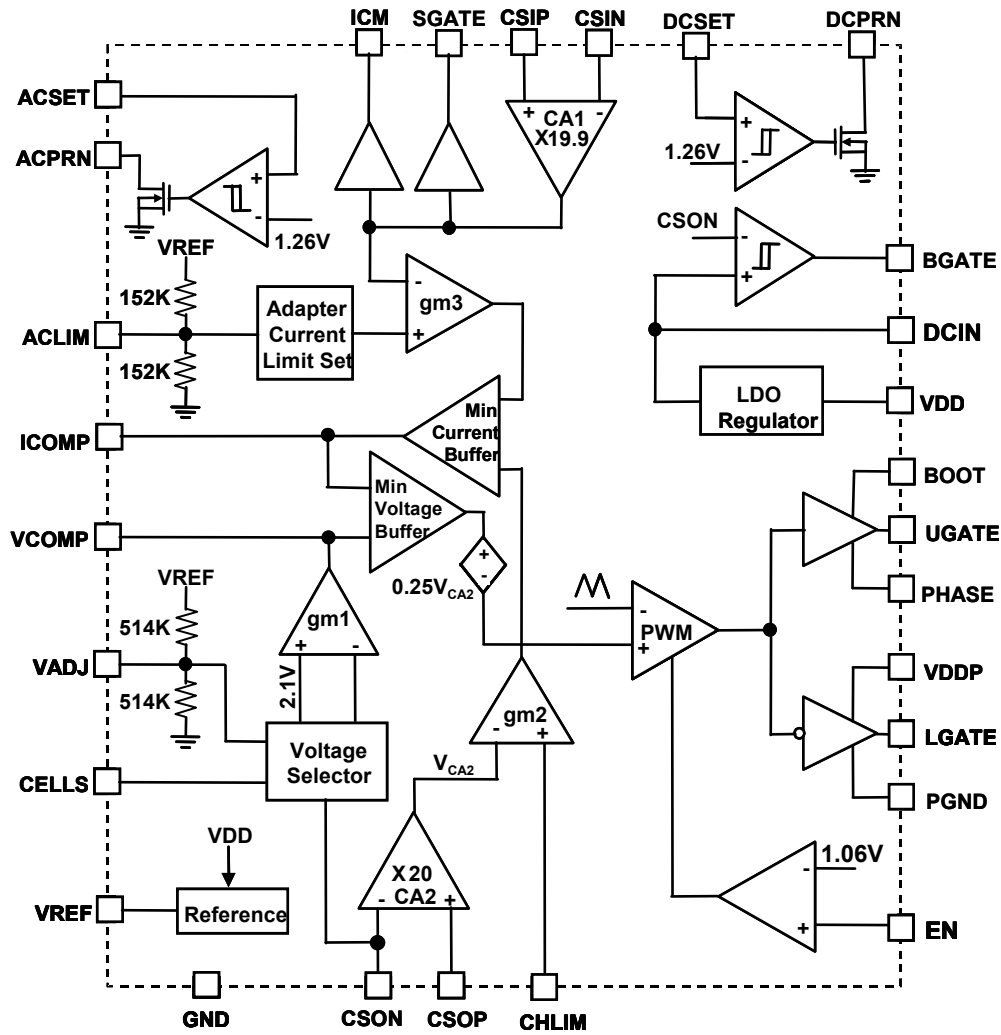 ICM
SGATE
CSIP
CSIN
DCSET
DCPRN
ACSET
ACPRN
+
-
1.26V
+
CA1
-
X19.9
+
-
1.26V
CSON
-
+
BGATE
DCIN
LDO
Regulator
VDD
VREF
152K
ACLIM
152K
Adapter
Current
Limit Set
-
gm3
+
ICOMP
Min
Current
Buffer
Min
Voltage
Buffer
VCOMP
+
-
0.25VCA2
VREF
514K
VADJ
514K
gm1
+
-
2.1V
Voltage
Selector
CELLS
-
PWM
+
BOOT
UGATE
PHASE
VDDP
LGATE
PGND
gm2
-
+
VCA2
X20
CA2
-
+
VDD
VREF
Reference
1.06V
-
+
EN
GND
CSON
CSOP
CHLIM